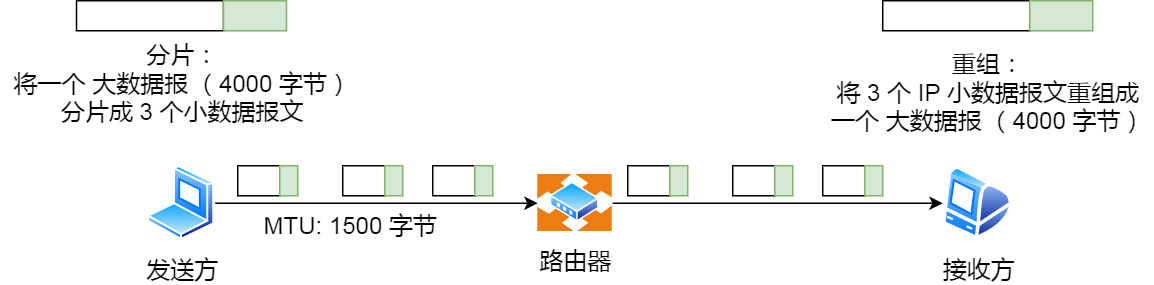 分片：
将一个 大数据报 （4000 字节）
分片成 3 个小数据报文
重组：
将 3 个 IP 小数据报文重组成
一个 大数据报 （4000 字节）
MTU: 1500 字节
发送方
路由器
接收方